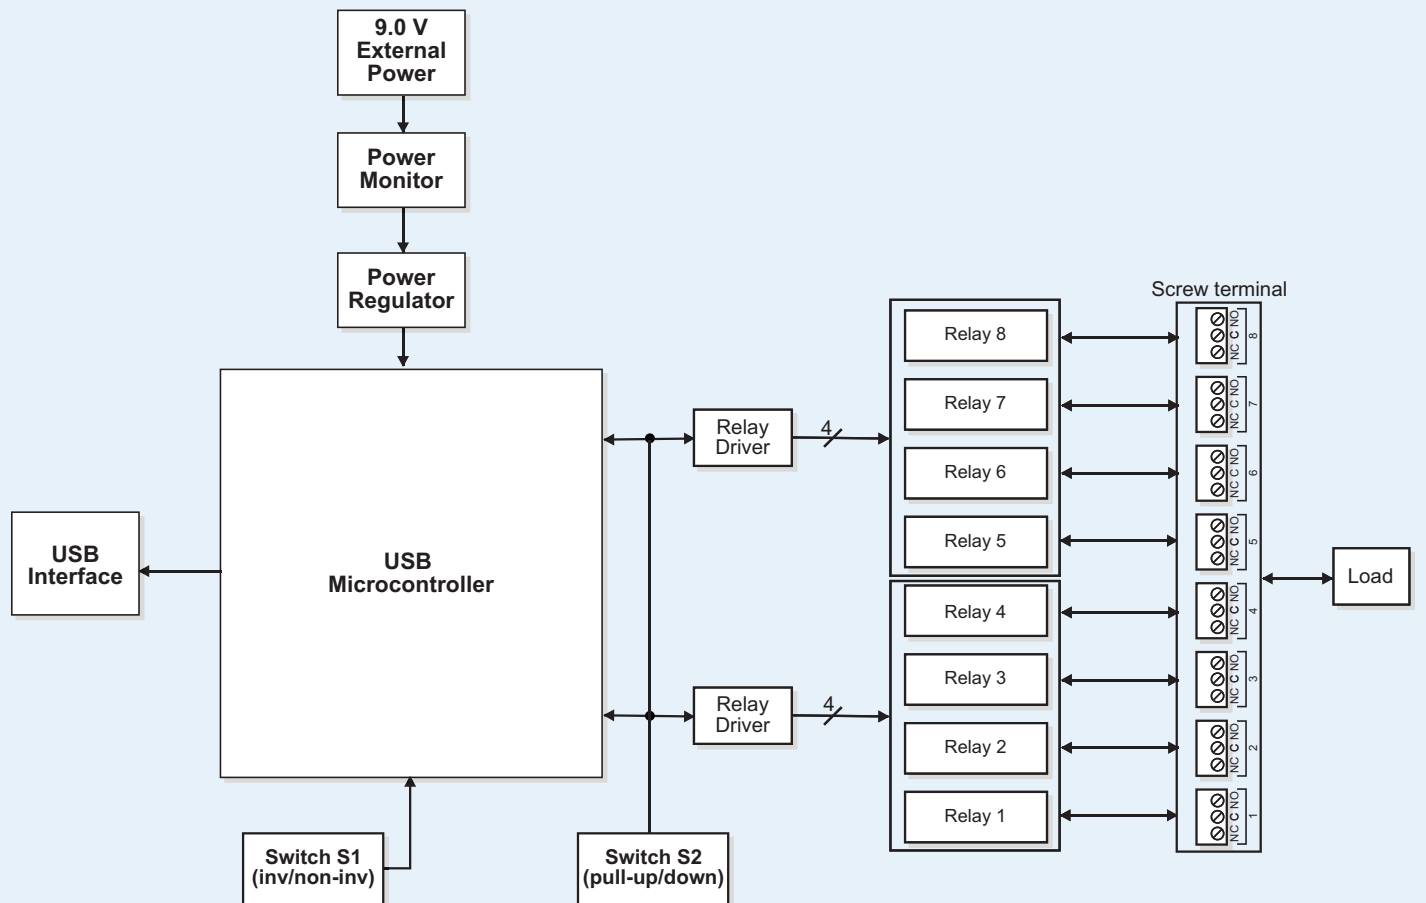 9.0 V
External
Power
Power
Monitor
Power
Regulator
USB
Interface
USB
Microcontroller
Switch S1
(inv/non-inv)
Switch S2
(pull-up/down)
Relay
Driver
4
Relay
Driver
4
Relay 8
Relay 7
Relay 6
Relay 5
Relay 4
Relay 3
Relay 2
Relay 1
Screw terminal
NC C NO
8
NC C NO
7
NC C NO
6
NC C NO
5
NC C NO
4
NC C NO
3
NC C NO
2
NC C NO
1
Load